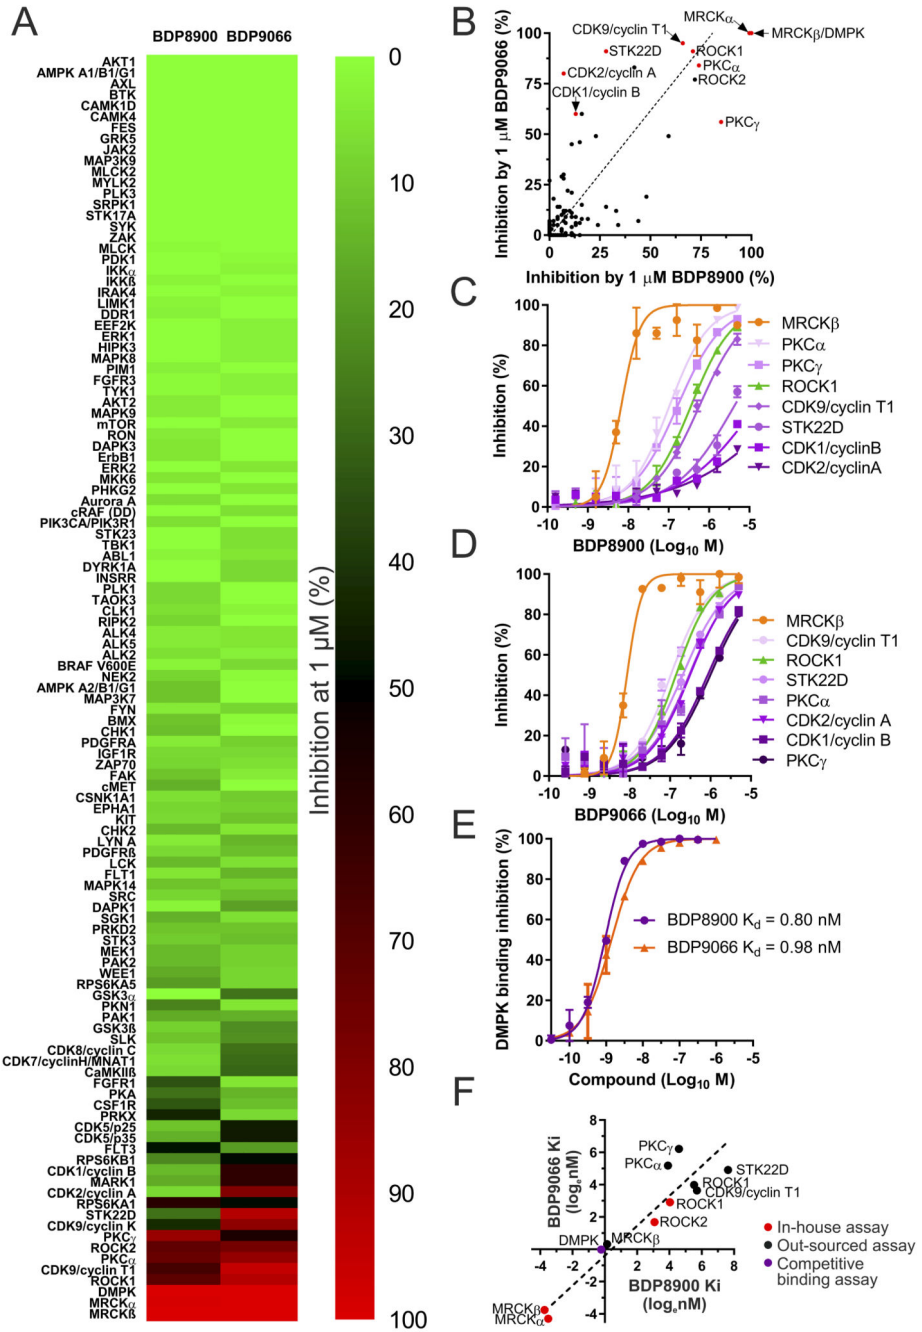 A
BDP8900 BDP9066
AKT1
AMPK A1/B1/G1
AXL
BTK
CAMK1D
CAMK4
FES
GRK5
JAK2
MAP3K9
MLCK2
MYLK2
PLK3
SRPK1
STK17A
SYK
ZAK
MLCK
PDK1
IKKα
IKKß
IRAK4
LIMK1
DDR1
EEF2K
ERK1
HIPK3
MAPK8
PIM1
FGFR3
TYK1
AKT2
MAPK9
mTOR
RON
DAPK3
ErbB1
ERK2
MKK6
PHKG2
Aurora A
cRAF (DD)
PIK3CA/PIK3R1
STK23
TBK1
ABL1
DYRK1A
INSRR
PLK1
TAOK3
CLK1
RIPK2
ALK4
ALK5
ALK2
BRAF V600E
NEK2
AMPK A2/B1/G1
MAP3K7
FYN
BMX
CHK1
PDGFRA
IGF1R
ZAP70
FAK
cMET
CSNK1A1
EPHA1
KIT
CHK2
LYN A
PDGFRß
LCK
FLT1
MAPK14
SRC
DAPK1
SGK1
PRKD2
STK3
MEK1
PAK2
WEE1
RPS6KA5
GSK3α
PKN1
PAK1
GSK3ß
SLK
CDK8/cyclin C
CDK7/cyclinH/MNAT1
CaMKIIß
FGFR1
PKA
CSF1R
PRKX
CDK5/p25
CDK5/p35
FLT3
RPS6KB1
CDK1/cyclin B
MARK1
CDK2/cyclin A
RPS6KA1
STK22D
CDK9/cyclin K
PKCγ
ROCK2
PKCα
CDK9/cyclin T1
ROCK1
DMPK
MRCKα
MRCKß
0
10
20
30
40
50
60
70
80
90
100
Inhibition at 1 µM (%)
B
Inhibition by 1 µM BDP9066 (%)
100
75
50
25
0
0 25 50 75 100
Inhibition by 1 µM BDP8900 (%)
MRCKα
CDK9/cyclin T1
MRCKβ/DMPK
STK22D
ROCK1
PKCα
CDK2/cyclin A
ROCK2
CDK1/cyclin B
PKCγ
C
Inhibition (%)
100
80
60
40
20
0
-10 -9 -8 -7 -6 -5
BDP8900 (Log10 M)
MRCKβ
PKCα
PKCγ
ROCK1
CDK9/cyclin T1
STK22D
CDK1/cyclinB
CDK2/cyclinA
D
Inhibition (%)
100
80
60
40
20
0
-10 -9 -8 -7 -6 -5
BDP9066 (Log10 M)
MRCKβ
CDK9/cyclin T1
ROCK1
STK22D
PKCα
CDK2/cyclin A
CDK1/cyclin B
PKCγ
E
DMPK binding inhibition (%)
100
80
60
40
20
0
-10 -9 -8 -7 -6 -5
Compound (Log10 M)
BDP8900 Kd = 0.80 nM
BDP9066 Kd = 0.98 nM
F
BDP9066 Ki
(logenM)
8
6
4
2
-2
-4
-4 -2 2 4 6 8
BDP8900 Ki
(logenM)
PKCγ
PKCα
STK22D
ROCK1
CDK9/cyclin T1
ROCK1
ROCK2
DMPK
MRCKβ
MRCKβ
MRCKα
In-house assay
Out-sourced assay
Competitive
binding assay